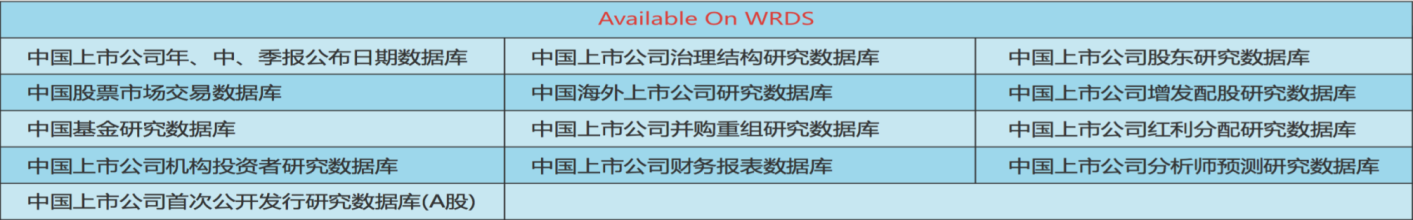 Available On WRDS
中国上市公司年、中、季报公布日期数据库 中国上市公司治理结构研究数据库 中国上市公司股东研究数据库
中国股票市场交易数据库 中国海外上市公司研究数据库 中国上市公司增发配股研究数据库
中国基金研究数据库 中国上市公司并购重组研究数据库 中国上市公司红利分配研究数据库
中国上市公司机构投资者研究数据库 中国上市公司财务报表数据库 中国上市公司分析师预测研究数据库
中国上市公司首次公开发行研究数据库(A股)